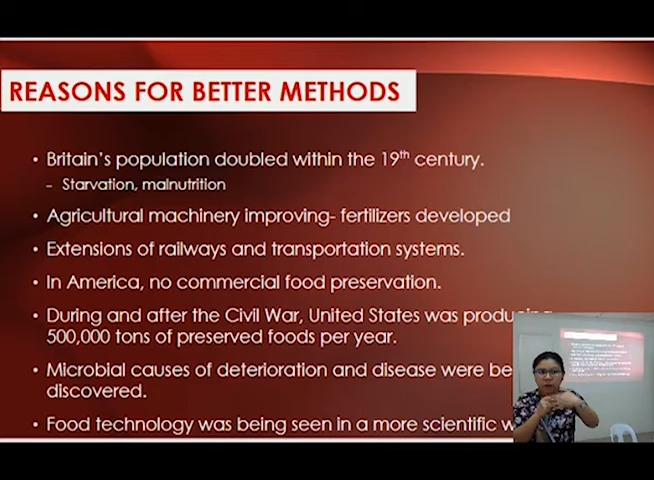 REASONS FOR BETTER METHODS
• Britain's population doubled within the 19th century.
- Starvation, malnutrition
• Agricultural machinery improving- fertilizers developed
• Extensions of railways and transportation systems.
• In America, no commercial food preservation.
• During and after the Civil War, United States was producing
500,000 tons of preserved foods per year.
• Microbial causes of deterioration and disease were
discovered.
• Food technology was being seen in a more scientific